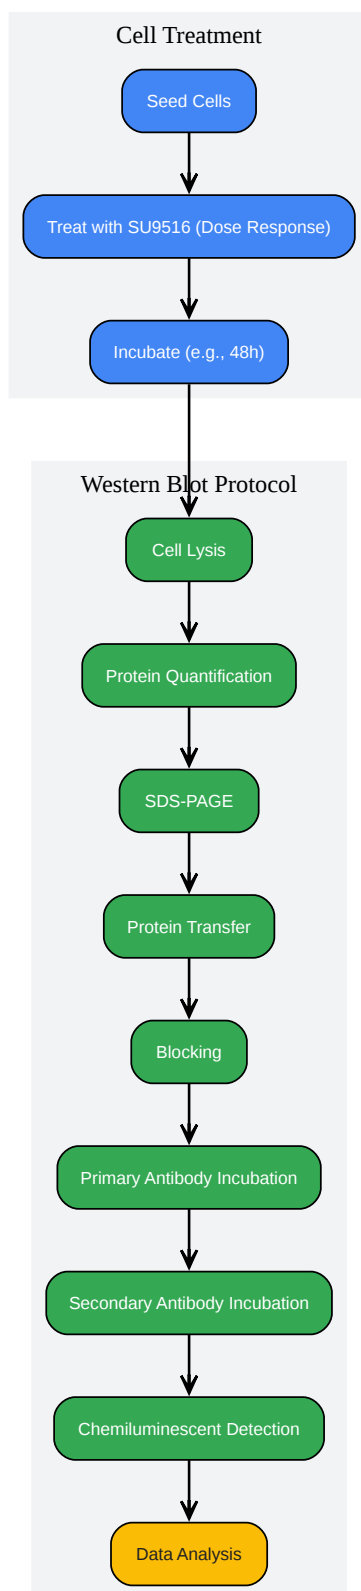 Cell Treatment
Seed Cells
Treat with SU9516 (Dose Response)
Incubate (e.g., 48h)
Western Blot Protocol
Cell Lysis
Protein Quantification
SDS-PAGE
Protein Transfer
Blocking
Primary Antibody Incubation
Secondary Antibody Incubation
Chemiluminescent Detection
Data Analysis